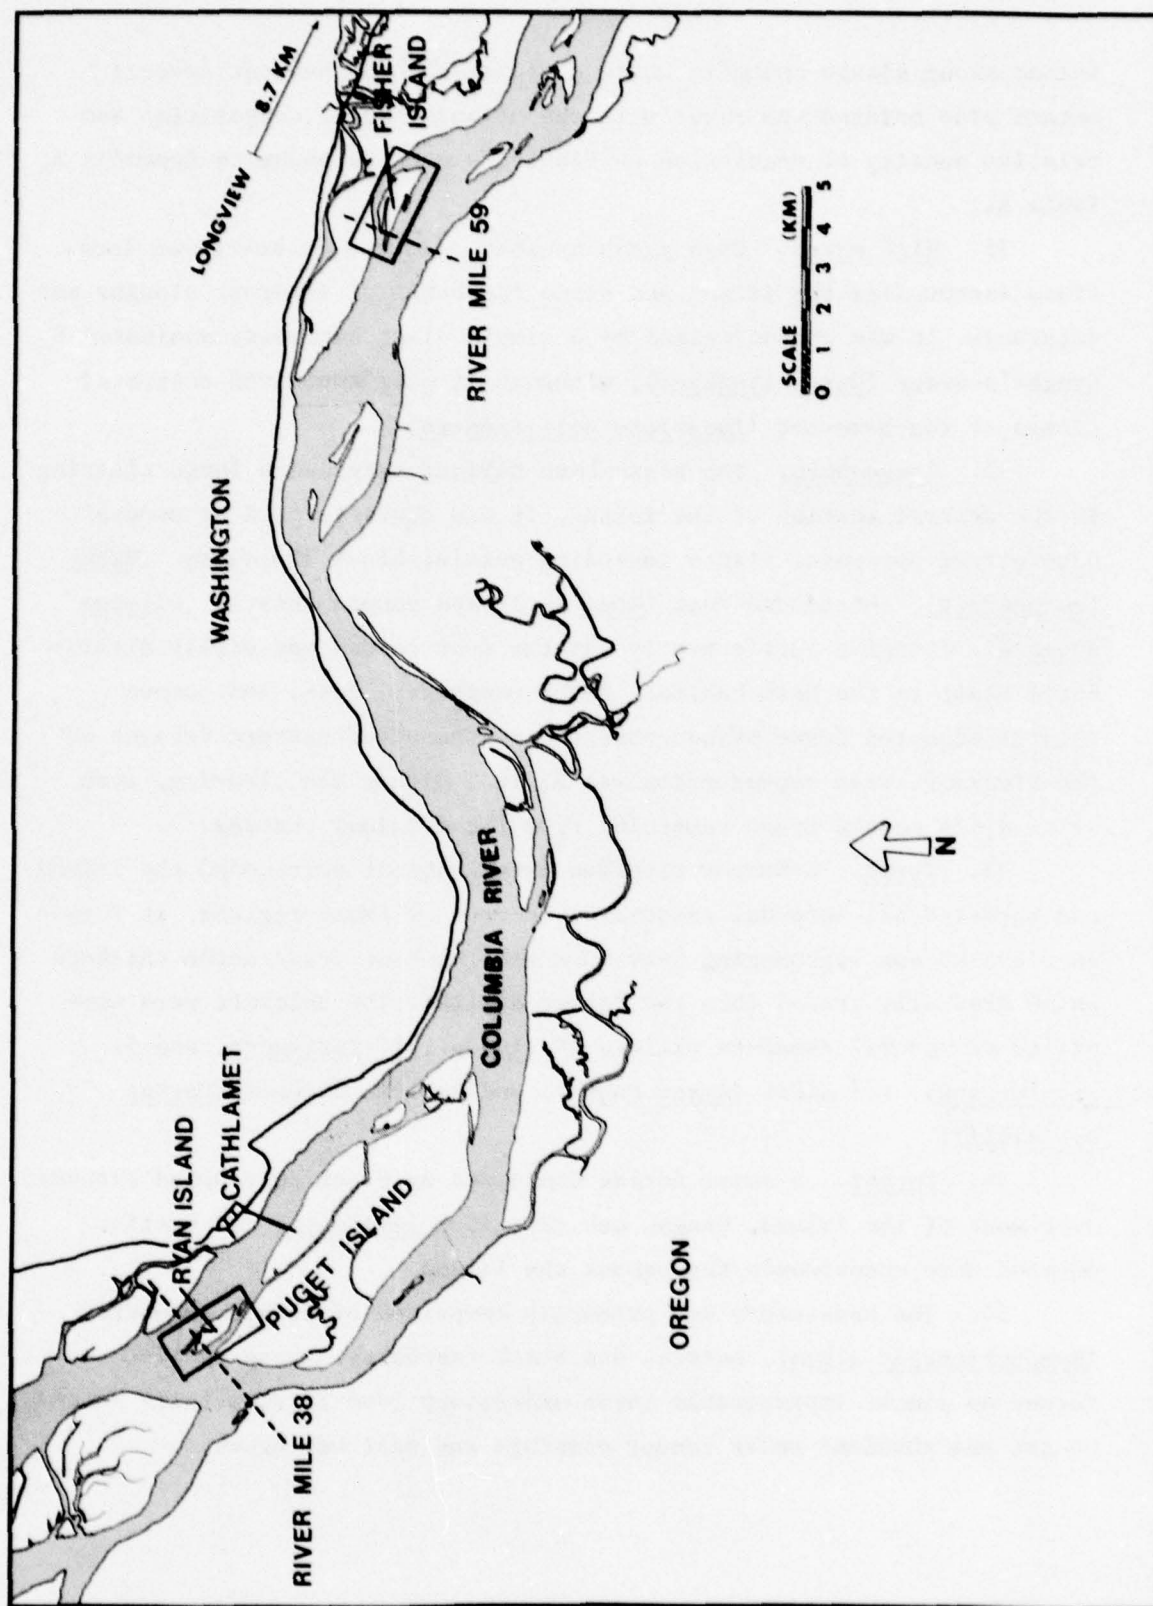 WASHINGTON
LONGVIEW
8.7 KM
FISHER
ISLAND
RIVER MILE 59
RYAN ISLAND
CATHLAMET
PUGET ISLAND
RIVER MILE 38
COLUMBIA RIVER
OREGON
N
SCALE (KM)
0 1 2 3 4 5